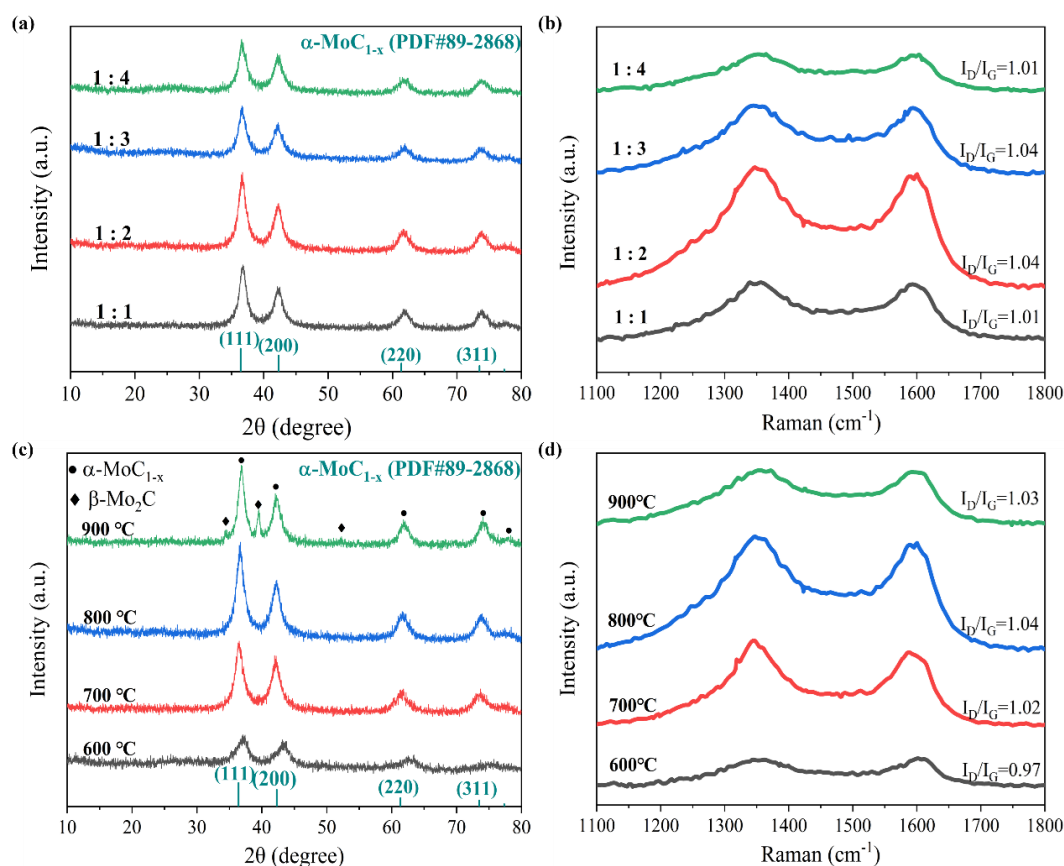 (a)
α-MoC1-x (PDF#89-2868)
1 : 4
1 : 3
1 : 2
1 : 1
(111)
(200)
(220)
(311)
Intensity (a.u.)
10 20 30 40 50 60 70 80
2θ (degree)
(b)
1 : 4
ID/IG=1.01
1 : 3
ID/IG=1.04
1 : 2
ID/IG=1.04
1 : 1
ID/IG=1.01
Intensity (a.u.)
1100 1200 1300 1400 1500 1600 1700 1800
Raman (cm-1)
(c)
● α-MoC1-x
◆ β-Mo2C
α-MoC1-x (PDF#89-2868)
900 °C
800 °C
700 °C
600 °C
(111)
(200)
(220)
(311)
Intensity (a.u.)
10 20 30 40 50 60 70 80
2θ (degree)
(d)
900°C
ID/IG=1.03
800°C
ID/IG=1.04
700°C
ID/IG=1.02
600°C
ID/IG=0.97
Intensity (a.u.)
1100 1200 1300 1400 1500 1600 1700 1800
Raman (cm-1)